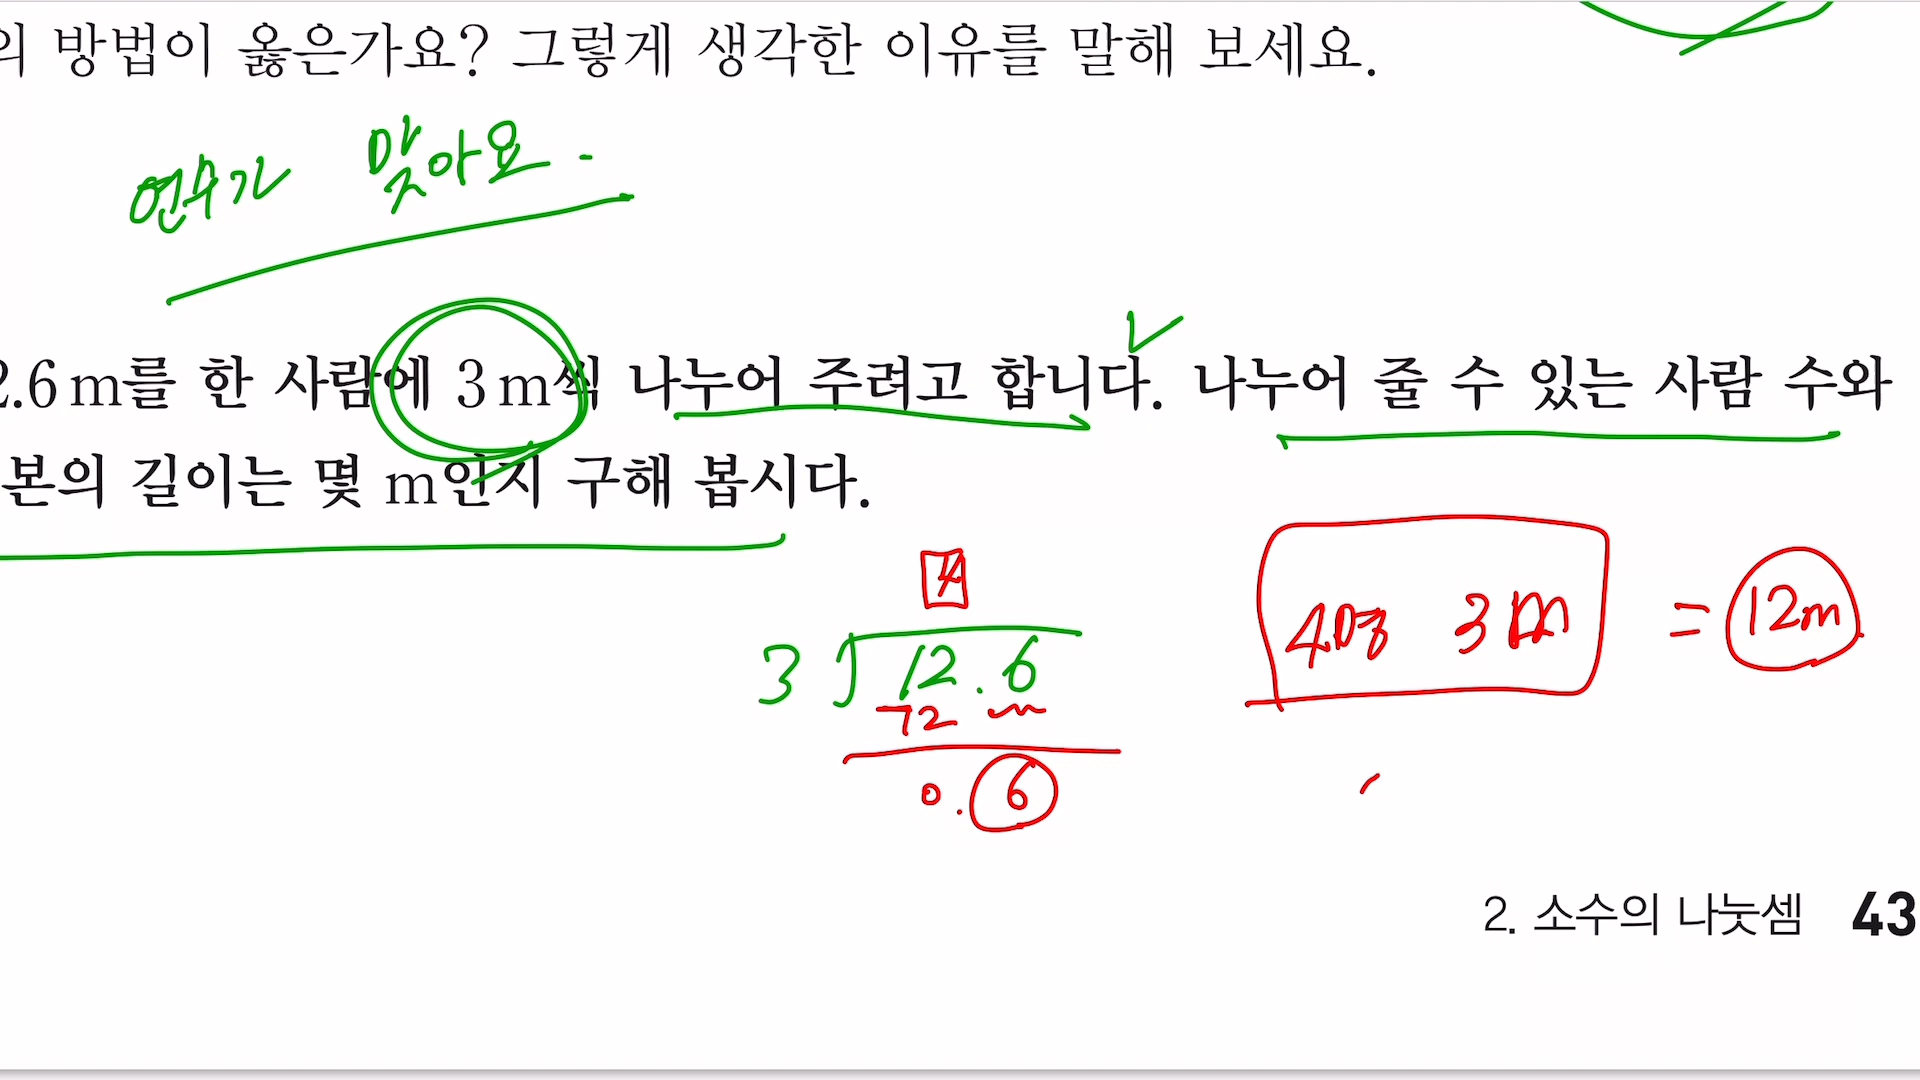 의 방법이 옳은가요? 그렇게 생각한 이유를 말해 보세요.
연수가 맞아요.
2.6 m를 한 사람에 3 m씩 나누어 주려고 합니다. 나누어 줄 수 있는 사람 수와
본의 길이는 몇 m인지 구해 봅시다.
4
3 12.6
12
0.6
4명 3m = 12m
2. 소수의 나눗셈 43